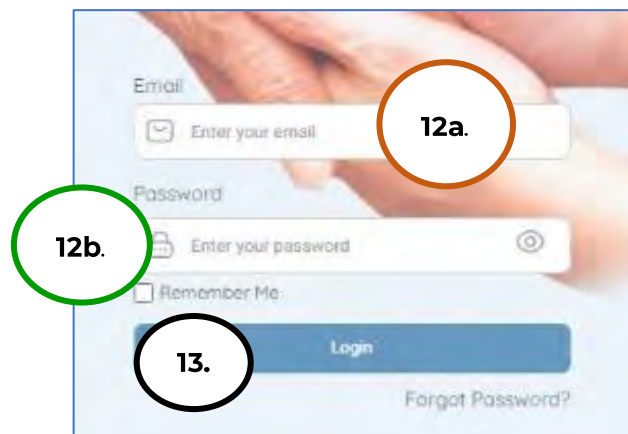 Email
Enter your email
12a.
Password
12b.
Enter your password
Remember Me
13.
Login
Forgot Password?